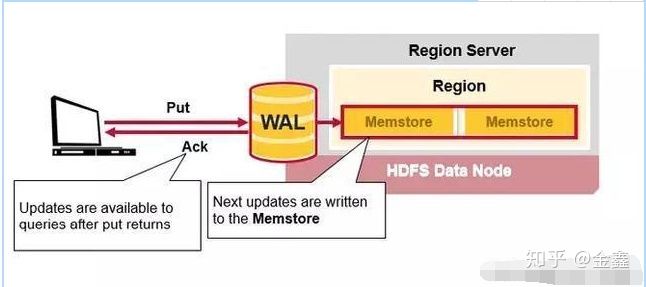 Region Server
Region
Put
WAL
Memstore
Memstore
Ack
HDFS Data Node
Updates are available to
queries after put returns
Next updates are written
to the Memstore
知乎 @金鑫